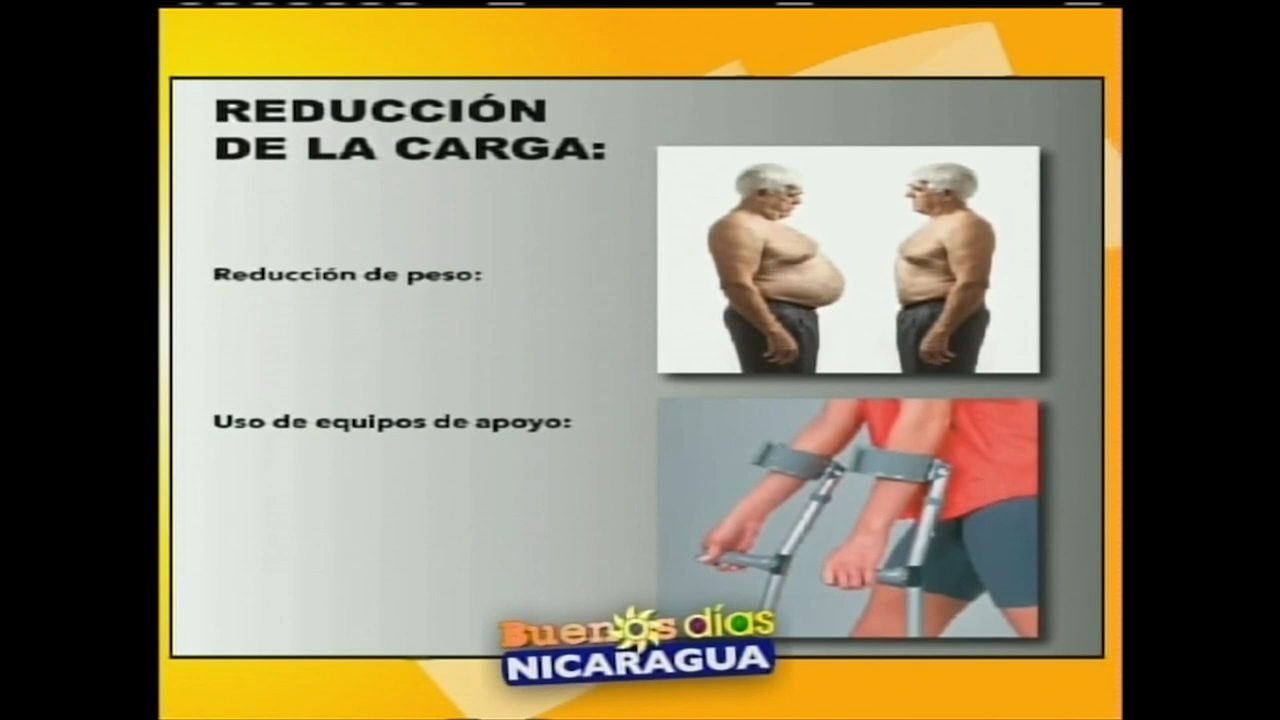 REDUCCIÓN
DE LA CARGA:
Reducción de peso:
Uso de equipos de apoyo:
Buenos días
NICARAGUA